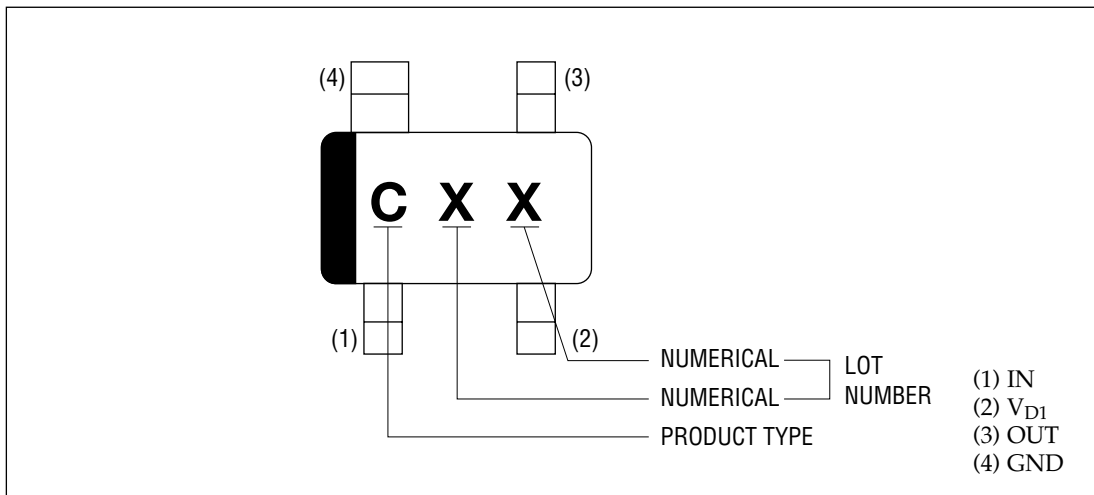 (4)
(3)
C X X
(1)
(2)
NUMERICAL
NUMERICAL
LOT
NUMBER
PRODUCT TYPE
(1) IN
(2) VD1
(3) OUT
(4) GND